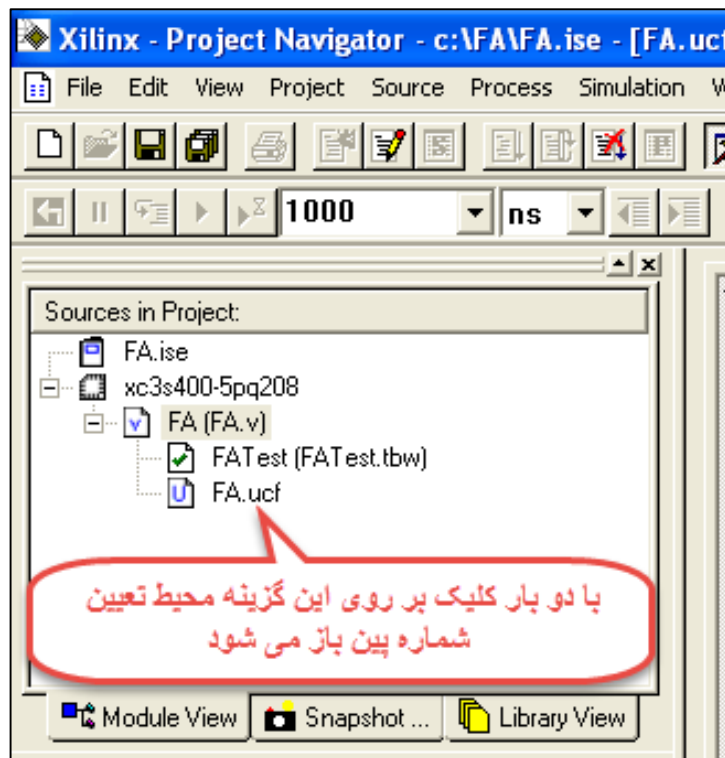 Xilinx - Project Navigator - c:\FA\FA.ise - [FA.ucf
File Edit View Project Source Process Simulation
1000 ns
Sources in Project:
FA.ise
xc3s400-5pq208
FA (FA.v)
FATest (FATest.tbw)
FA.ucf
با دو بار کلیک بر روی این گزینه محیط تعیین
شماره پین باز می شود
Module View Snapshot ... Library View